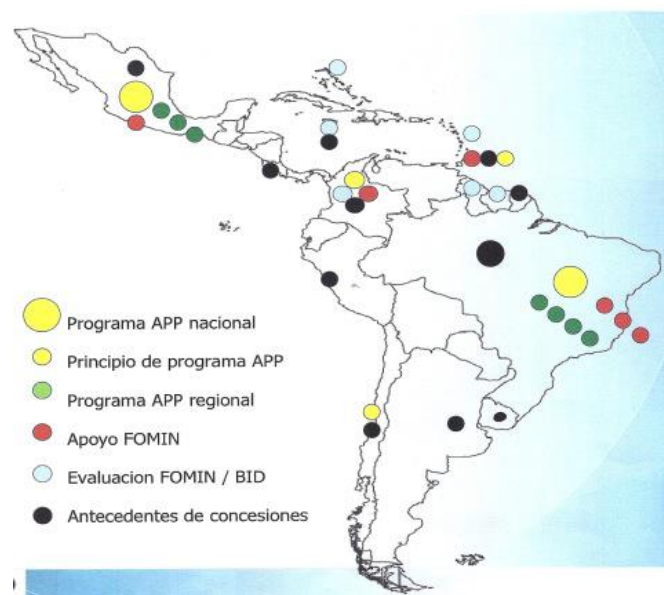 Programa APP nacional
Principio de programa APP
Programa APP regional
Apoyo FOMIN
Evaluacion FOMIN / BID
Antecedentes de concesiones